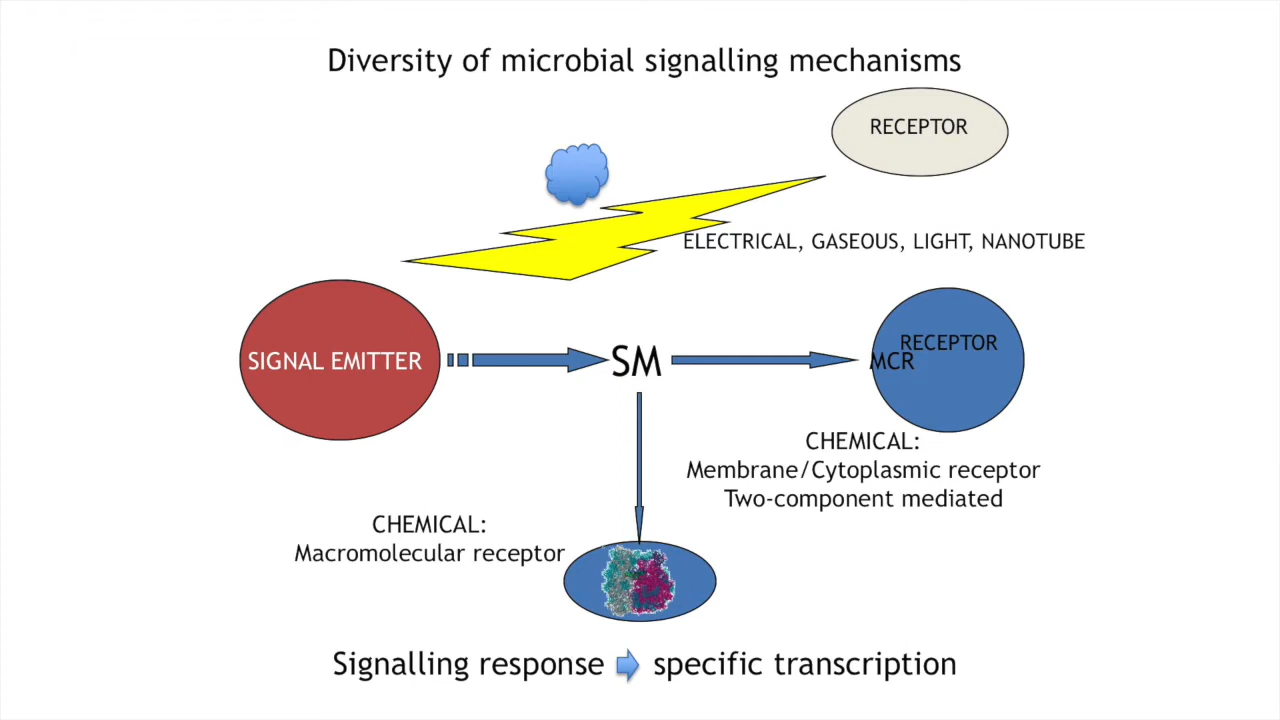 Diversity of microbial signalling mechanisms
RECEPTOR
ELECTRICAL, GASEOUS, LIGHT, NANOTUBE
SIGNAL EMITTER
SM
RECEPTOR
MCR
CHEMICAL:
Membrane/Cytoplasmic receptor
Two-component mediated
CHEMICAL:
Macromolecular receptor
Signalling response specific transcription